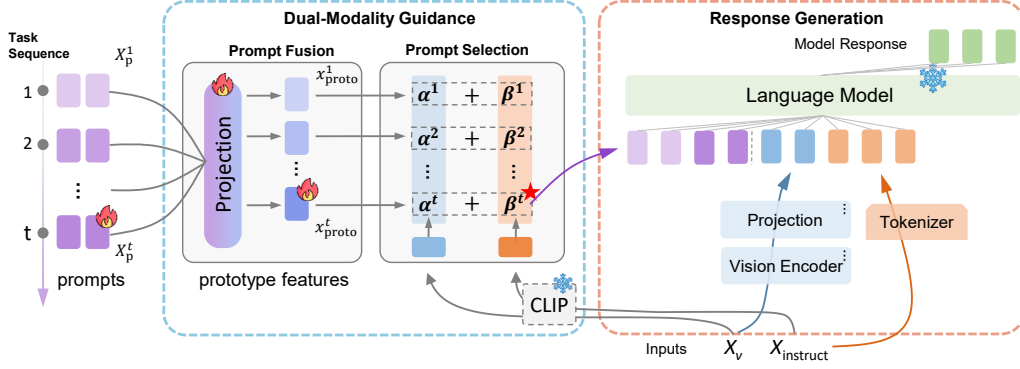 Task
Sequence
1
2
⋮
t
X_p^1
X_p^t
prompts
Dual-Modality Guidance
Prompt Fusion
Projection
x_proto^1
⋮
x_proto^t
prototype features
Prompt Selection
α^1 + β^1
α^2 + β^2
⋮ ⋮
α^t + β^t
CLIP
Response Generation
Model Response
Language Model
Projection
Vision Encoder
Tokenizer
Inputs X_v X_instruct